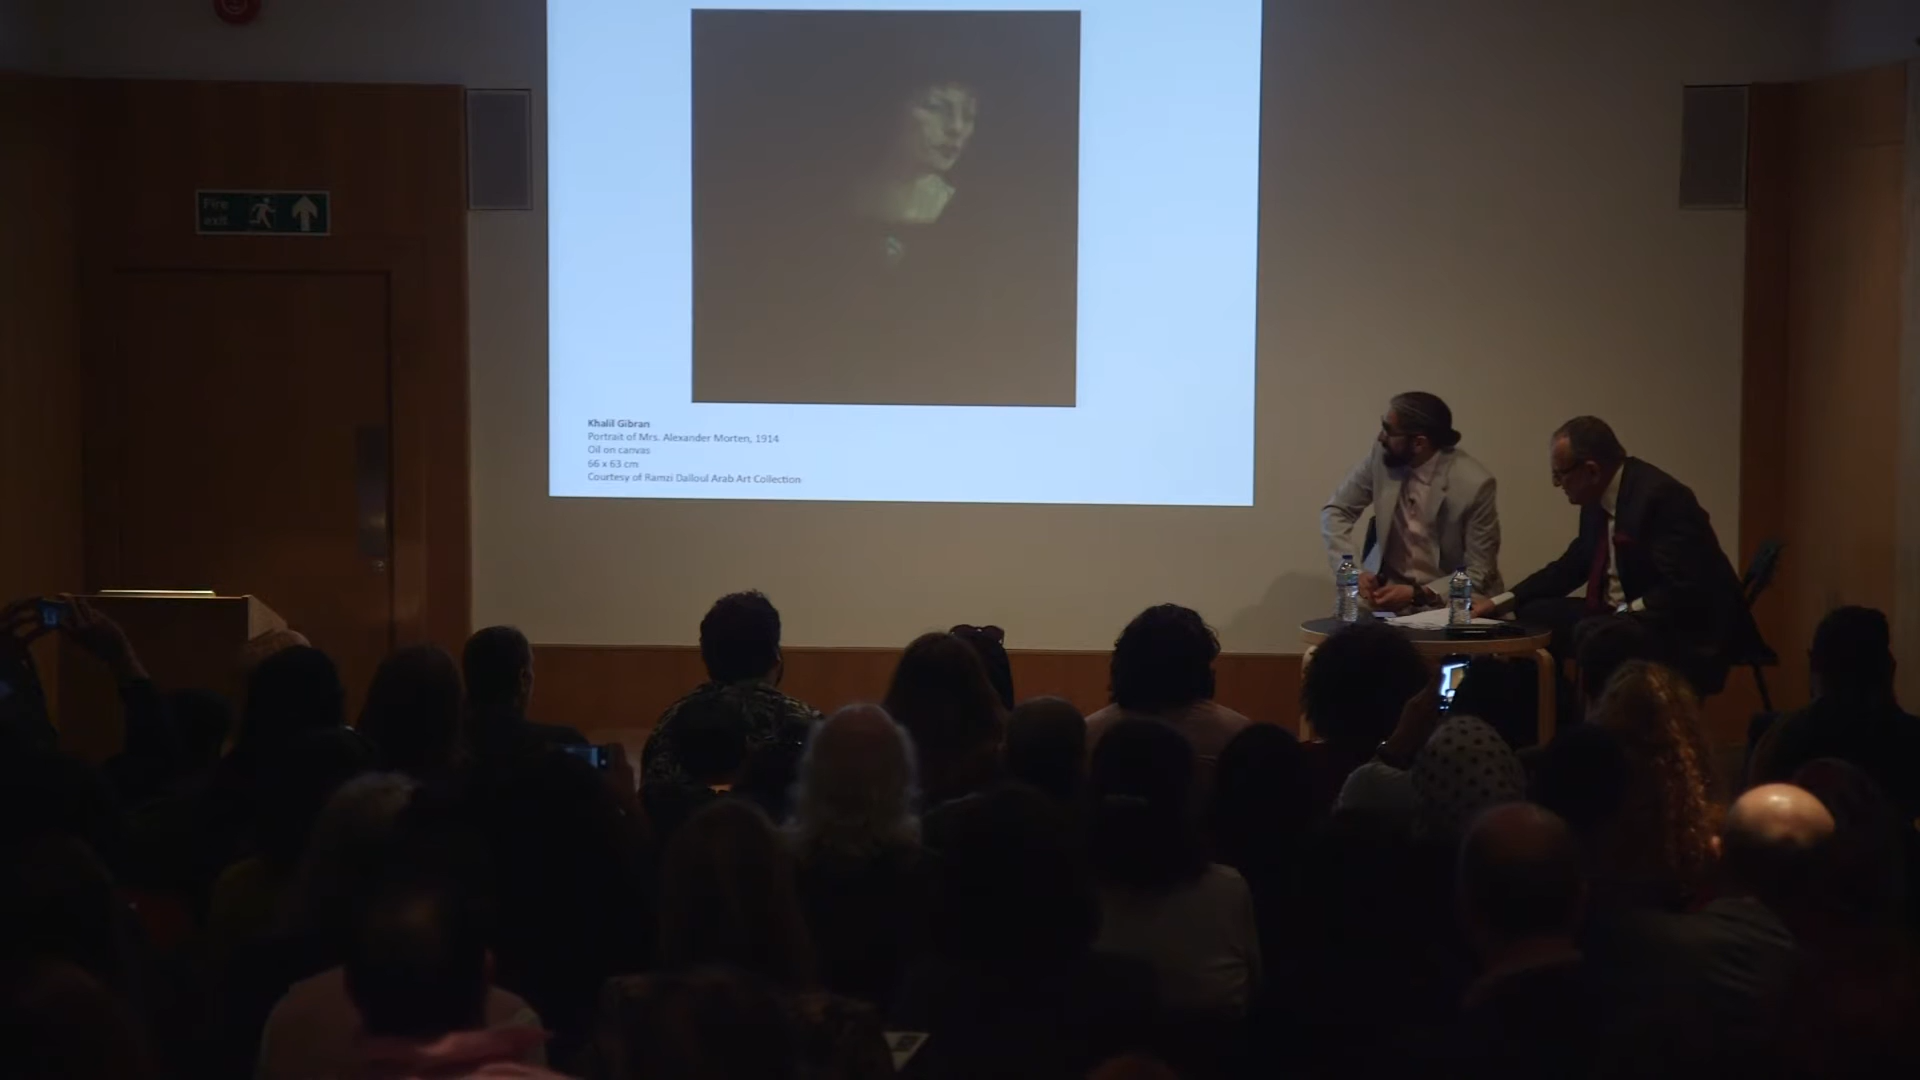 Fire
exit
Khalil Gibran
Portrait of Mrs. Alexander Morten, 1914
Oil on canvas
66 x 63 cm
Courtesy of Ramzi Dalloul Arab Art Collection